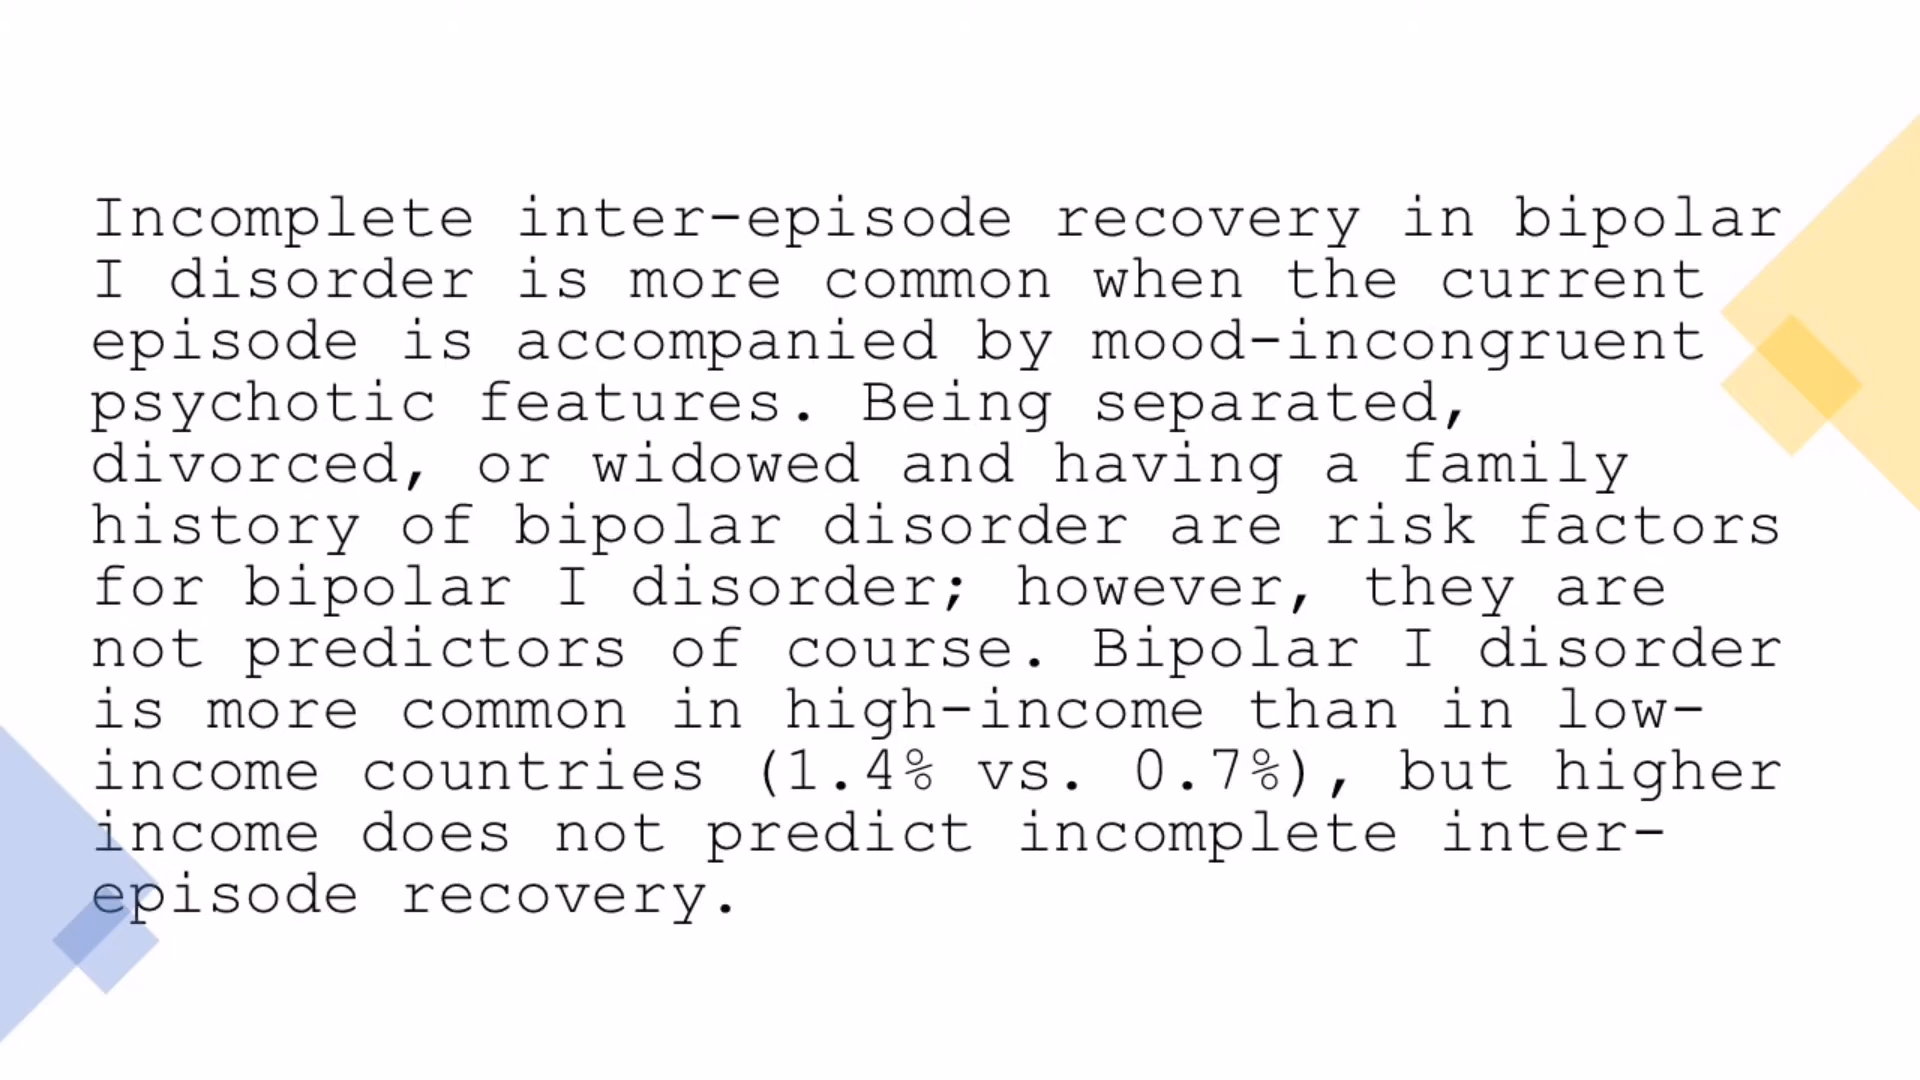 Incomplete inter-episode recovery in bipolar
I disorder is more common when the current
episode is accompanied by mood-incongruent
psychotic features. Being separated,
divorced, or widowed and having a family
history of bipolar disorder are risk factors
for bipolar I disorder; however, they are
not predictors of course. Bipolar I disorder
is more common in high-income than in low-
income countries (1.4% vs. 0.7%), but higher
income does not predict incomplete inter-
episode recovery.